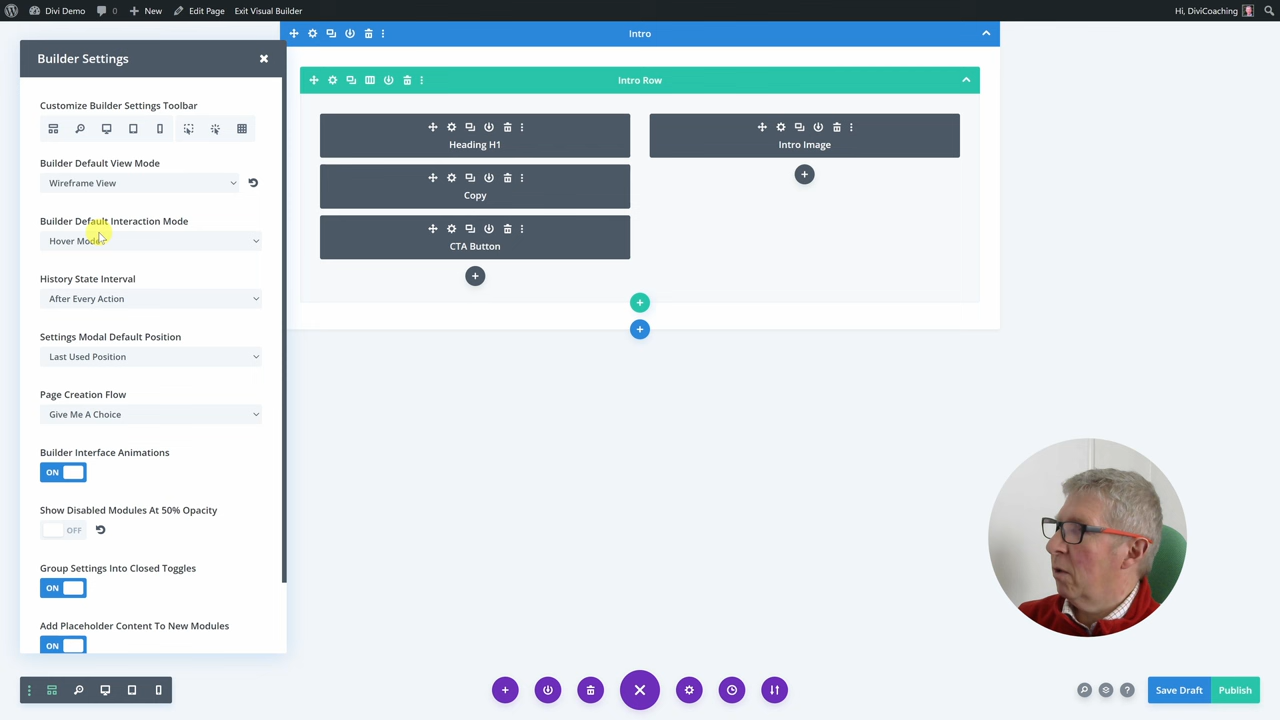 Divi Demo
0
New
Edit Page
Exit Visual Builder
Hi, DiviCoaching
Intro
Builder Settings
Intro Row
Customize Builder Settings Toolbar
Heading H1
Intro Image
Builder Default View Mode
Wireframe View
Copy
Builder Default Interaction Mode
Hover Mode
CTA Button
History State Interval
After Every Action
Settings Modal Default Position
Last Used Position
Page Creation Flow
Give Me A Choice
Builder Interface Animations
ON
Show Disabled Modules At 50% Opacity
OFF
Group Settings Into Closed Toggles
ON
Add Placeholder Content To New Modules
ON
Save Draft
Publish